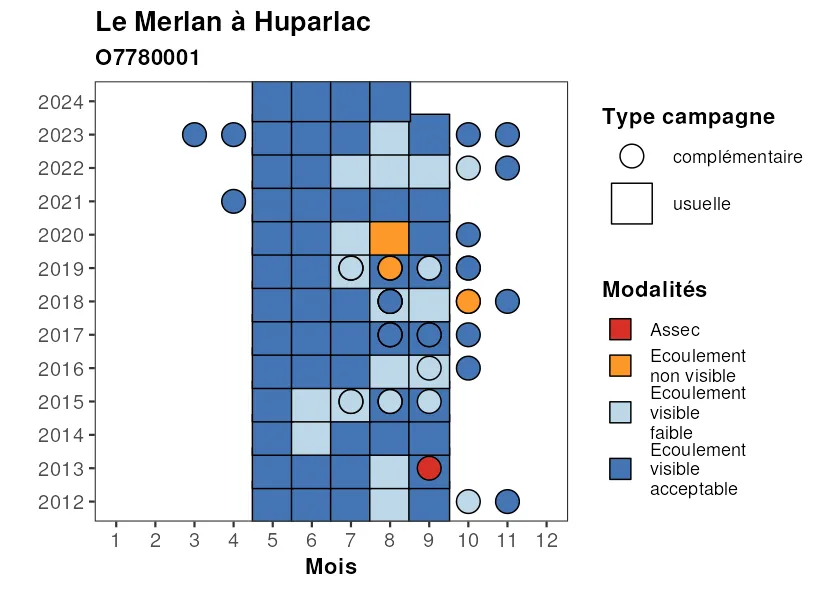 Le Merlan à Huparlac
O7780001
2024
2023
2022
2021
2020
2019
2018
2017
2016
2015
2014
2013
2012
1 2 3 4 5 6 7 8 9 10 11 12
Mois
Type campagne
complémentaire
usuelle
Modalités
Assec
Ecoulement
non visible
Ecoulement
visible
faible
Ecoulement
visible
acceptable